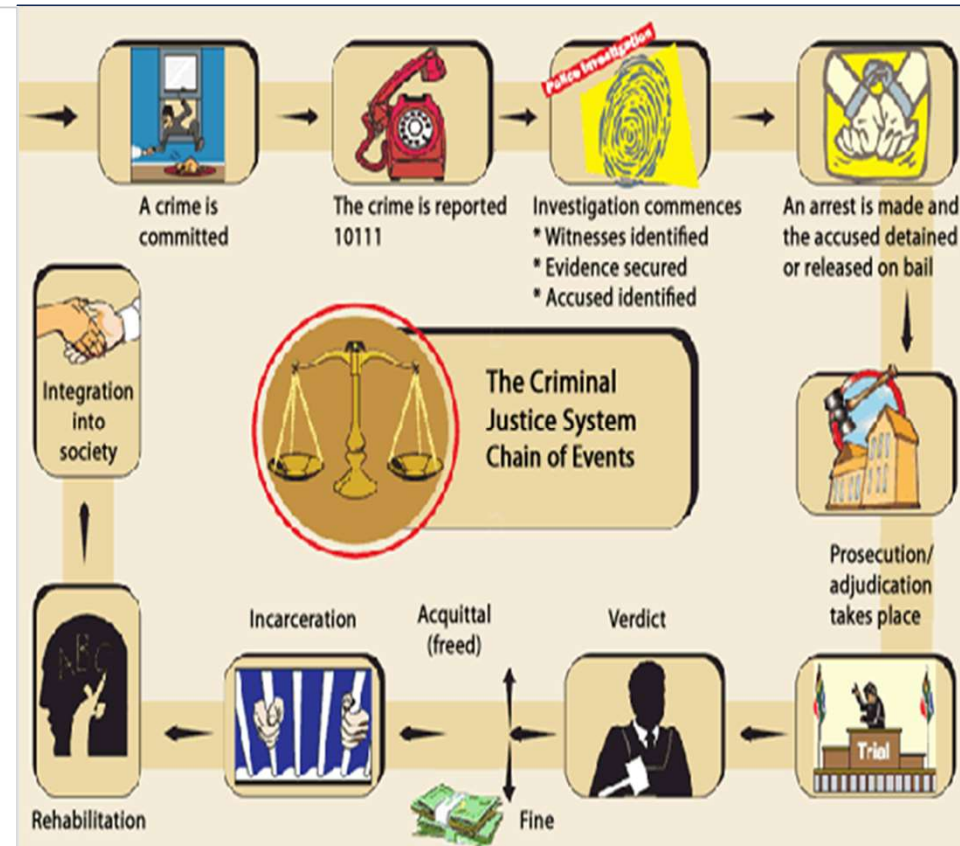 Police Investigation
A crime is
committed
The crime is reported
10111
Investigation commences
* Witnesses identified
* Evidence secured
* Accused identified
An arrest is made and
the accused detained
or released on bail
Integration
into
society
The Criminal
Justice System
Chain of Events
Prosecution/
adjudication
takes place
Incarceration
Acquittal
(freed)
Verdict
ABC
Trial
Rehabilitation
Fine